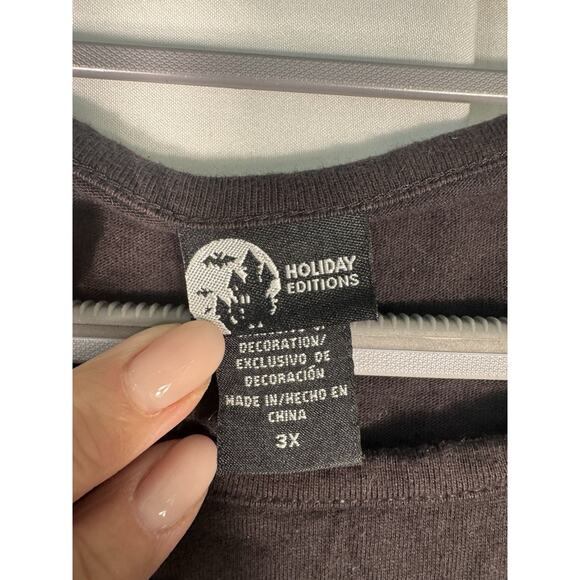 HOLIDAY
EDITIONS
DECORATION/
EXCLUSIVO DE
DECORACIÓN
MADE IN/HECHO EN
CHINA
3X